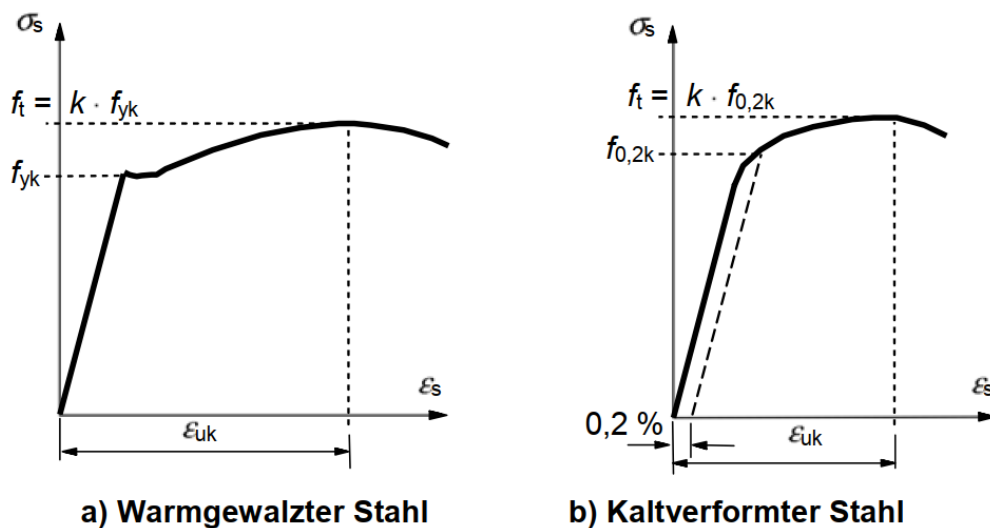 σs
ft = k · fyk
fyk
εs
εuk
a) Warmgewalzter Stahl
σs
ft = k · f0,2k
f0,2k
εs
0,2 %
εuk
b) Kaltverformter Stahl